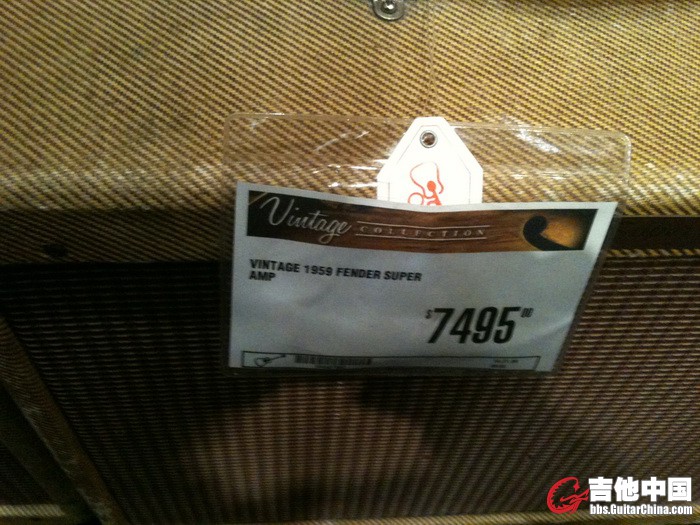 Vintage COLLECTION
VINTAGE 1959 FENDER SUPER
AMP
$7495.00
吉他中国
bbs.GuitarChina.com